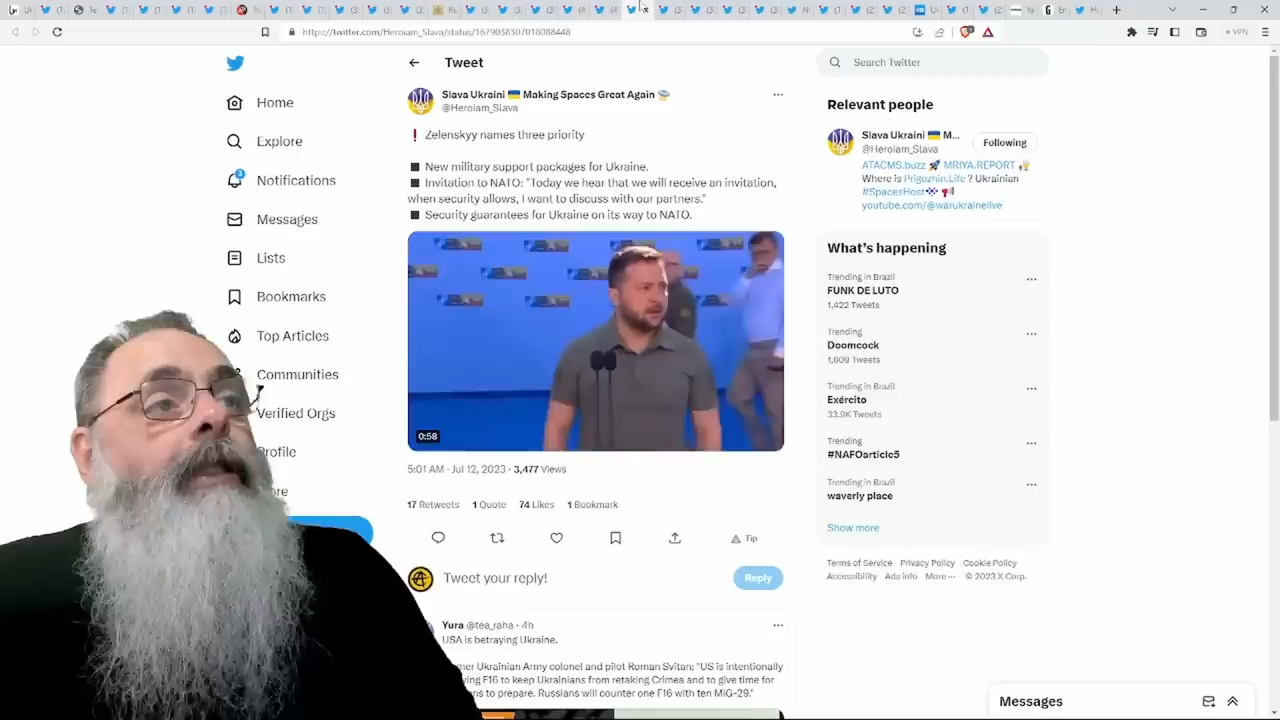 https://twitter.com/Heroiam_Slava/status/1679038307018088448
VPN
Home
Explore
3
Notifications
Messages
Lists
Bookmarks
Top Articles
Communities
Verified Orgs
Profile
ore
Tweet
Slava Ukraini 🇺🇦 Making Spaces Great Again
@Heroiam_Slava
❗ Zelenskyy names three priority
◼ New military support packages for Ukraine.
◼ Invitation to NATO: "Today we hear that we will receive an invitation,
when security allows, I want to discuss with our partners."
◼ Security guarantees for Ukraine on its way to NATO.
0:58
5:01 AM · Jul 12, 2023 · 3,477 Views
17 Retweets 1 Quote 74 Likes 1 Bookmark
Tip
Tweet your reply!
Reply
Yura @tea_raha · 4h
USA is betraying Ukraine.
mer Ukrainian Army colonel and pilot Roman Svitan: "US is intentionally
ying F16 to keep Ukrainians from retaking Crimea and to give time for
ns to prepare. Russians will counter one F16 with ten MiG-29."
Search Twitter
Relevant people
Slava Ukraini 🇺🇦 M...
@Heroiam_Slava
Following
ATACMS.buzz 🚀 MRIYA.REPORT
Where is Prigozhin.Life ? Ukrainian
#SpacesHost
youtube.com/@warukrainelive
What's happening
Trending in Brazil
FUNK DE LUTO
1,422 Tweets
Trending
Doomcock
1,609 Tweets
Trending in Brazil
Exército
33.9K Tweets
Trending
#NAFOarticle5
Trending in Brazil
waverly place
Show more
Terms of Service Privacy Policy Cookie Policy
Accessibility Ads info More ··· © 2023 X Corp.
Messages